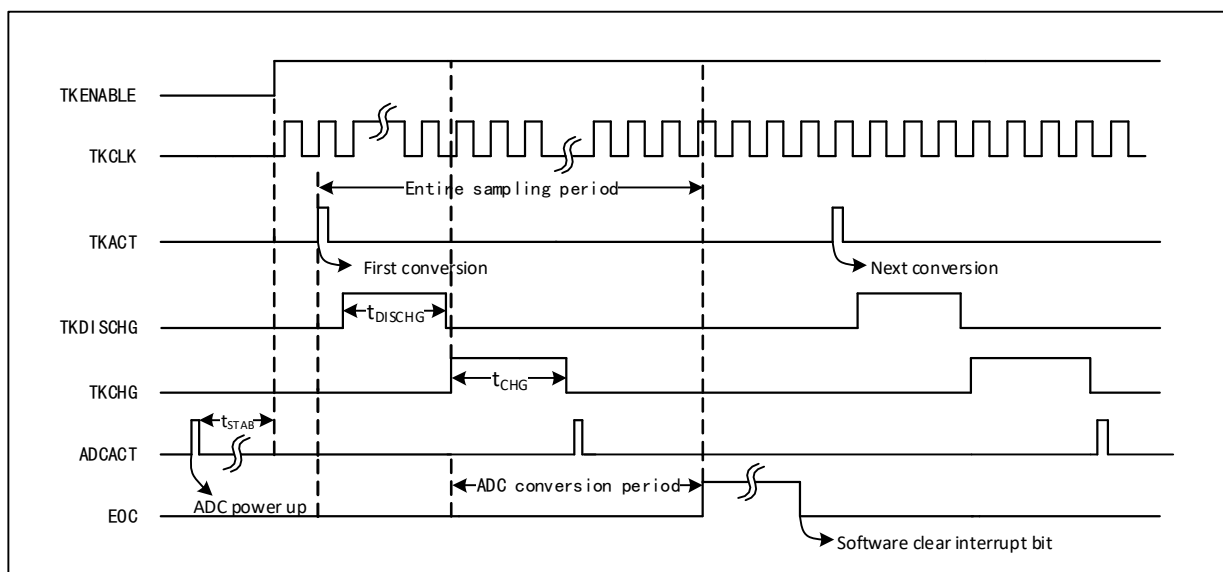 TKENABLE
TKCLK
Entire sampling period
TKACT
First conversion
Next conversion
tDISCHG
TKDISCHG
tCHG
TKCHG
tSTAB
ADCACT
ADC conversion period
ADC power up
EOC
Software clear interrupt bit